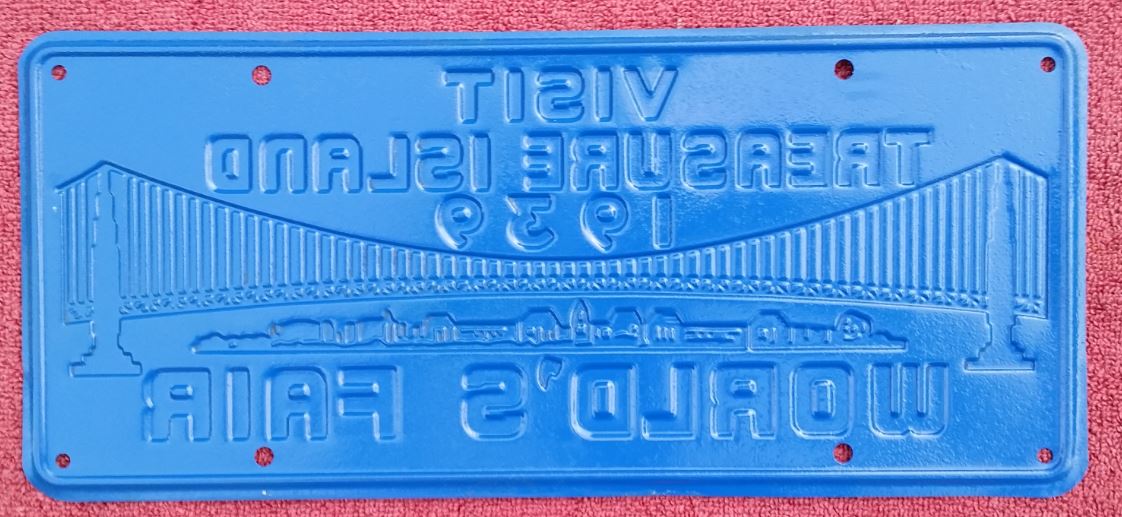 VISIT
TREASURE ISLAND
1939
WORLD'S FAIR